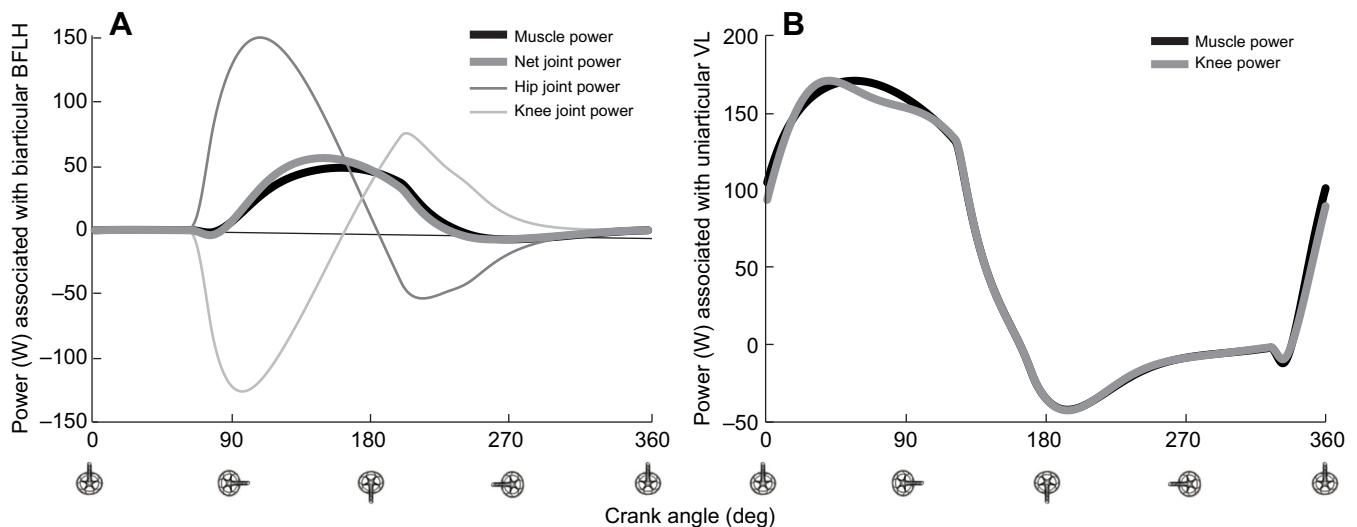 A
Power (W) associated with biarticular BFLH
150
100
50
0
–50
–100
–150
Muscle power
Net joint power
Hip joint power
Knee joint power
0
90
180
270
360
B
Power (W) associated with uniarticular VL
200
150
100
50
0
–50
Muscle power
Knee power
0
90
180
270
360
Crank angle (deg)